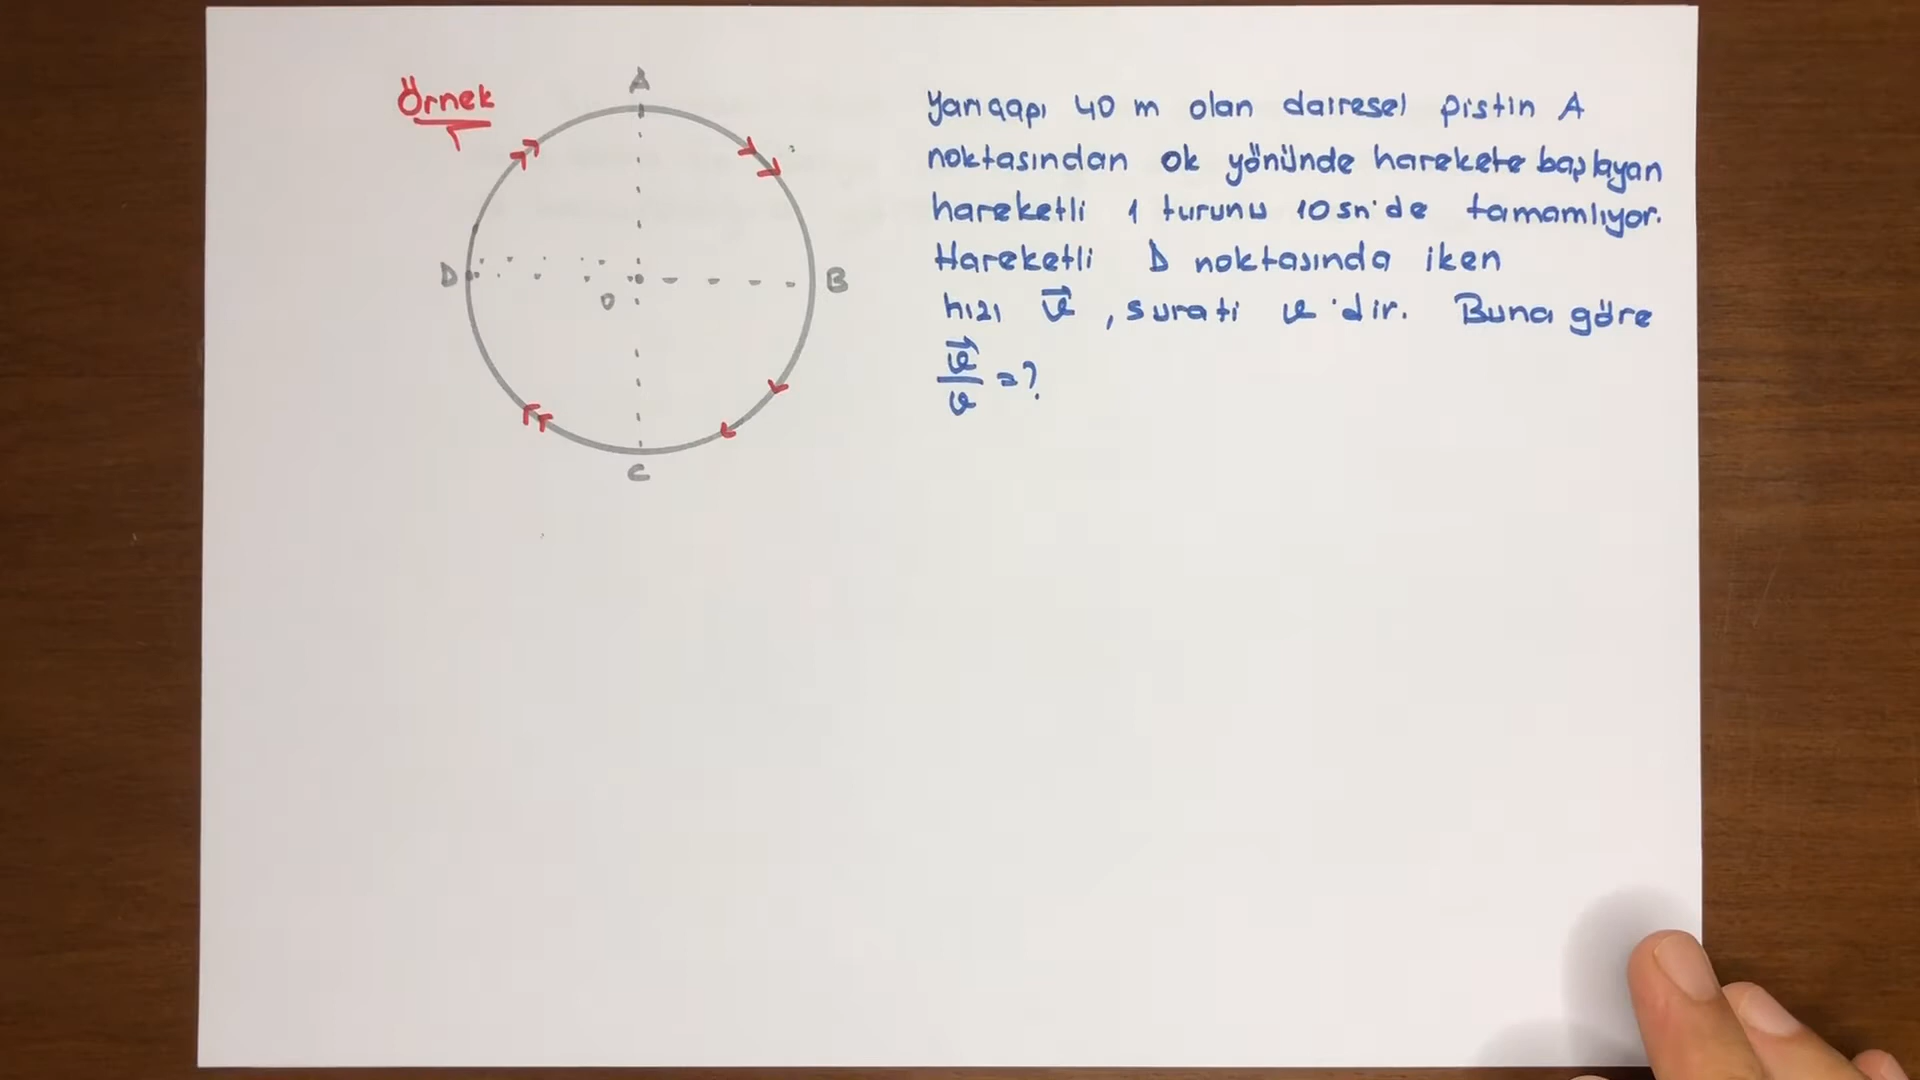 Örnek
A
D
B
O
C
Yarıçapı 40 m olan dairesel pistin A
noktasından ok yönünde harekete başlayan
hareketli 1 turunu 10 sn'de tamamlıyor.
Hareketli D noktasında iken
hızı v⃗ , surati v 'dir. Buna göre
v⃗
v
=?